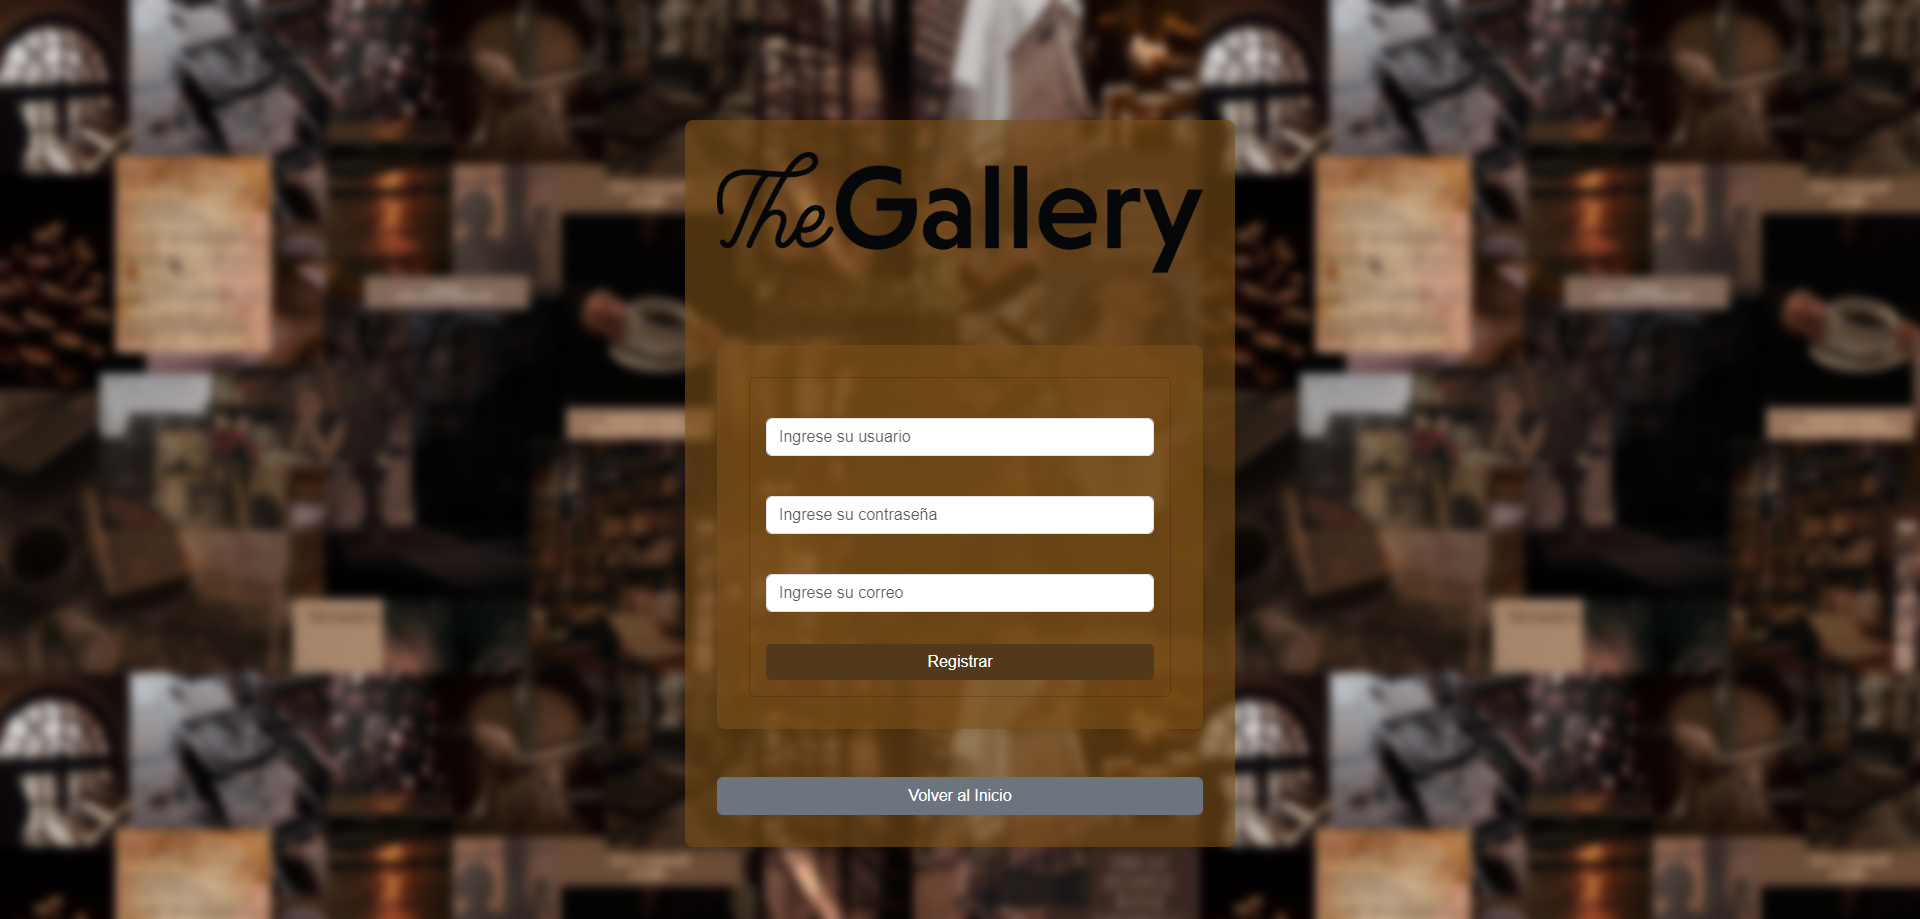 TheGallery
Ingrese su usuario
Ingrese su contraseña
Ingrese su correo
Registrar
Volver al Inicio